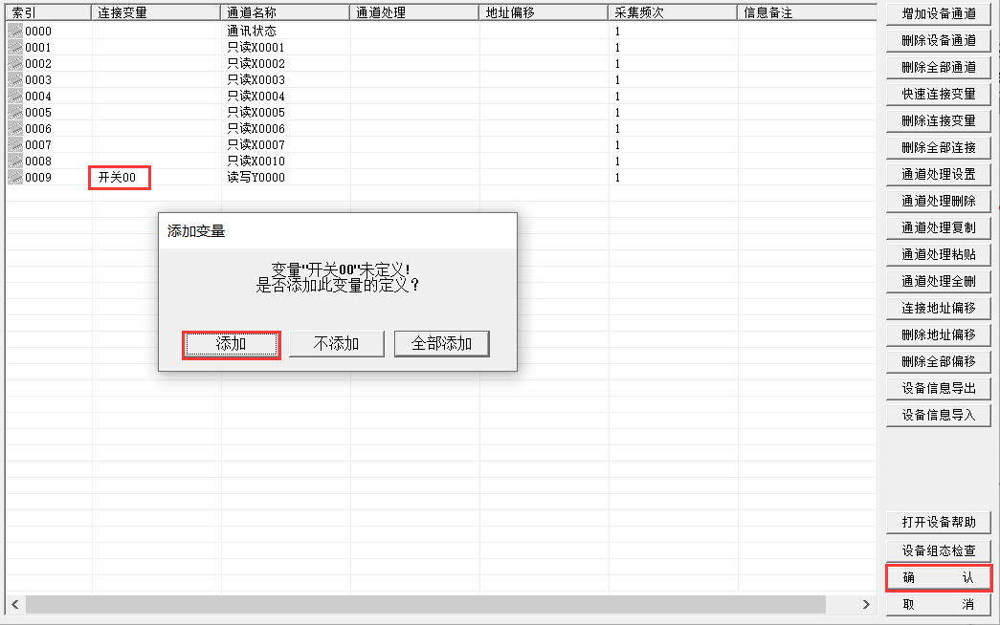 索引 连接变量 通道名称 通道处理 地址偏移 采集频次 信息备注
0000 通讯状态 1
0001 只读X0001 1
0002 只读X0002 1
0003 只读X0003 1
0004 只读X0004 1
0005 只读X0005 1
0006 只读X0006 1
0007 只读X0007 1
0008 只读X0010 1
0009 开关00 读写Y0000 1
添加变量
变量"开关00"未定义!
是否添加此变量的定义？
添加 不添加 全部添加
增加设备通道
删除设备通道
删除全部通道
快速连接变量
删除连接变量
删除全部连接
通道处理设置
通道处理删除
通道处理复制
通道处理粘贴
通道处理全删
连接地址偏移
删除地址偏移
删除全部偏移
设备信息导出
设备信息导入
打开设备帮助
设备组态检查
确 认
取 消